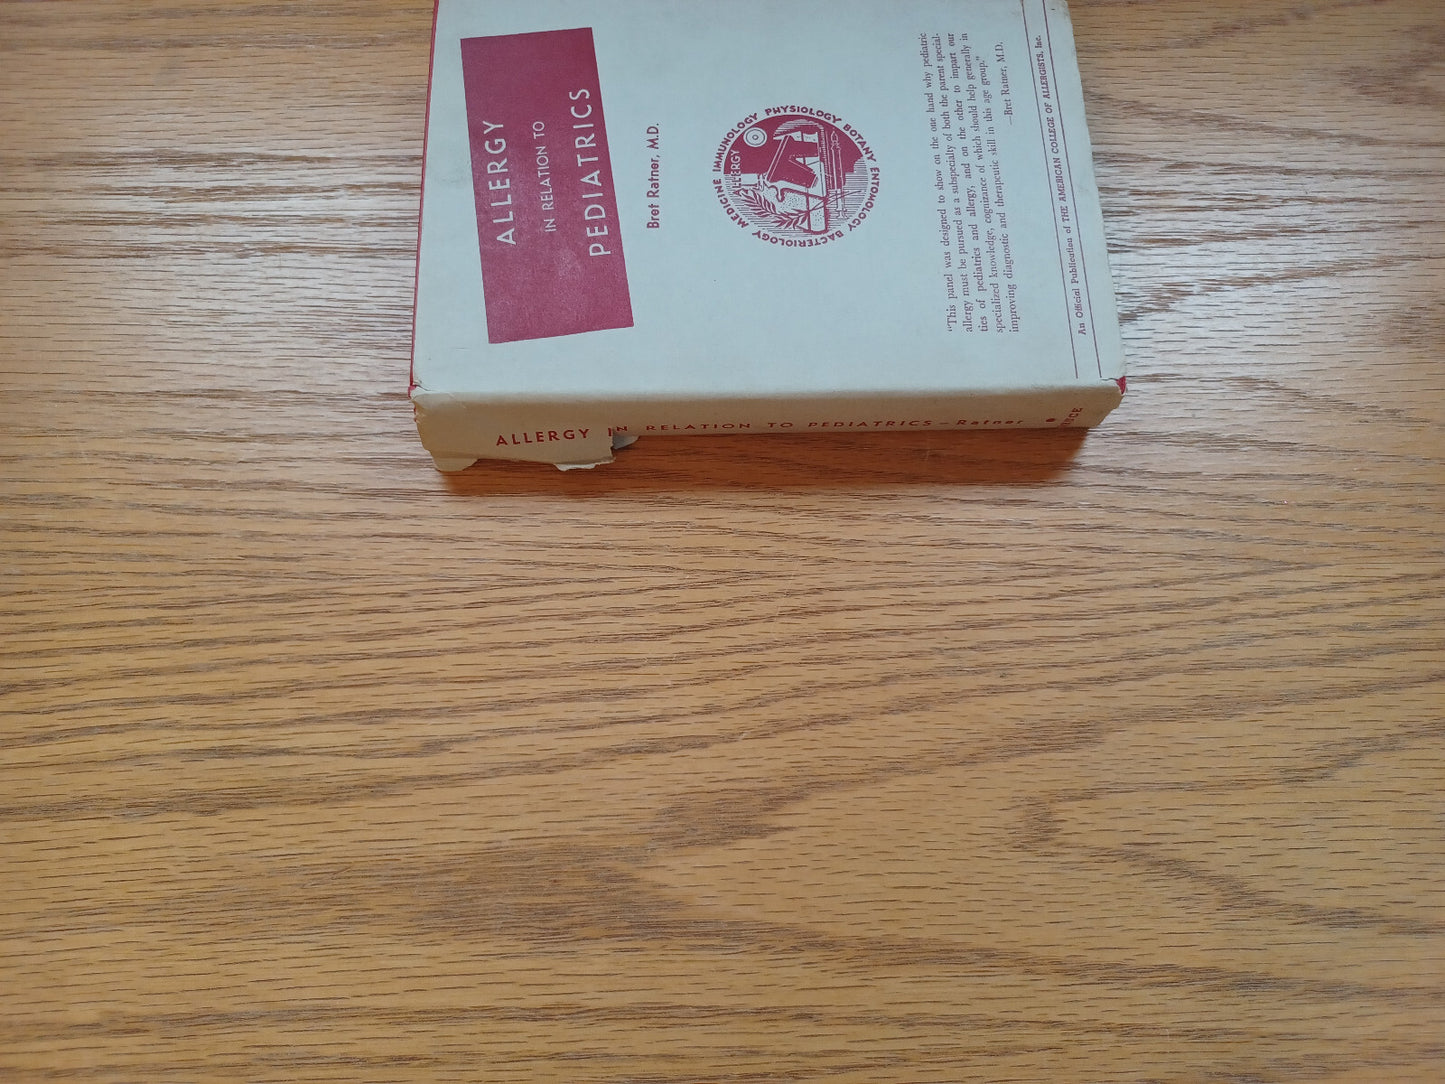 ALLERGY
IN RELATION TO
PEDIATRICS
Bret Ratner, M.D.
ALLERGY
MEDICINE IMMUNOLOGY PHYSIOLOGY BOTANY ENTOMOLOGY BACTERIOLOGY
"This panel was designed to show on the one hand why pediatric
allergy must be pursued as a subspecialty of both the parent special-
ties of pediatrics and allergy, and on the other to impart our
specialized knowledge, cognizance of which should help generally in
improving diagnostic and therapeutic skill in this age group."
—Bret Ratner, M.D.
An Official Publication of THE AMERICAN COLLEGE OF ALLERGISTS, Inc.
ALLERGY IN RELATION TO PEDIATRICS—Ratner